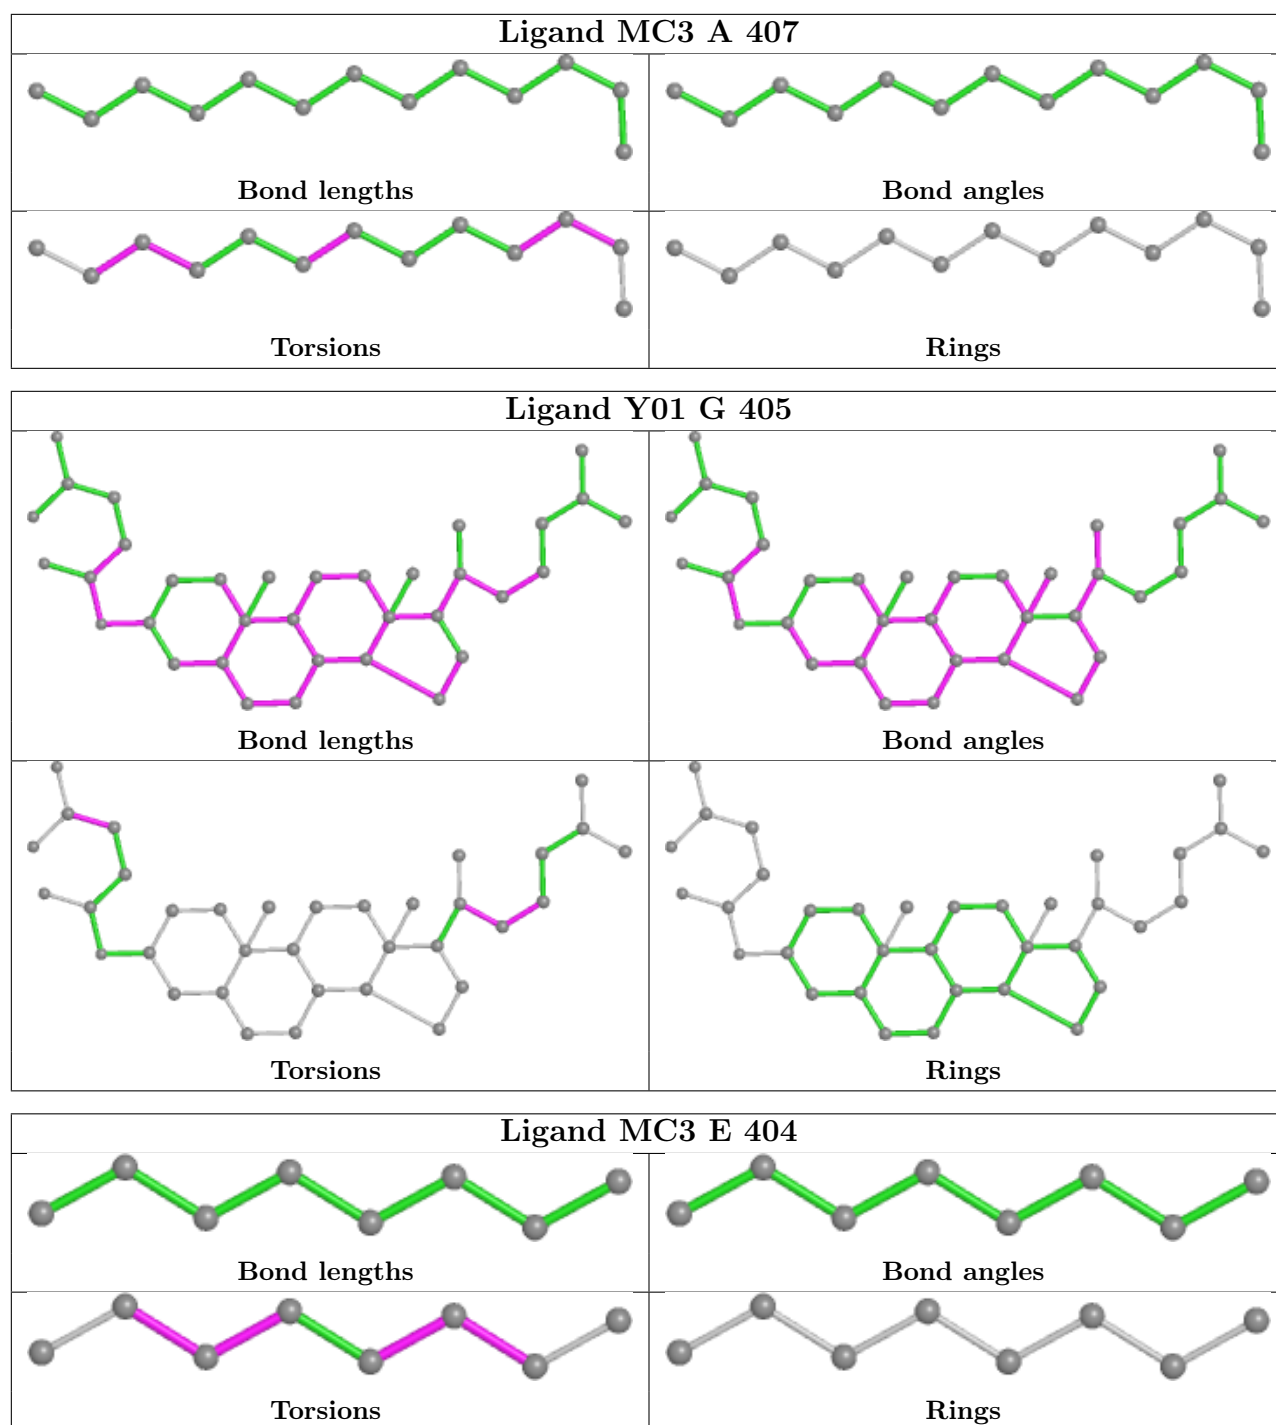 Ligand MC3 A 407
Bond lengths
Bond angles
Torsions
Rings
Ligand Y01 G 405
Bond lengths
Bond angles
Torsions
Rings
Ligand MC3 E 404
Bond lengths
Bond angles
Torsions
Rings